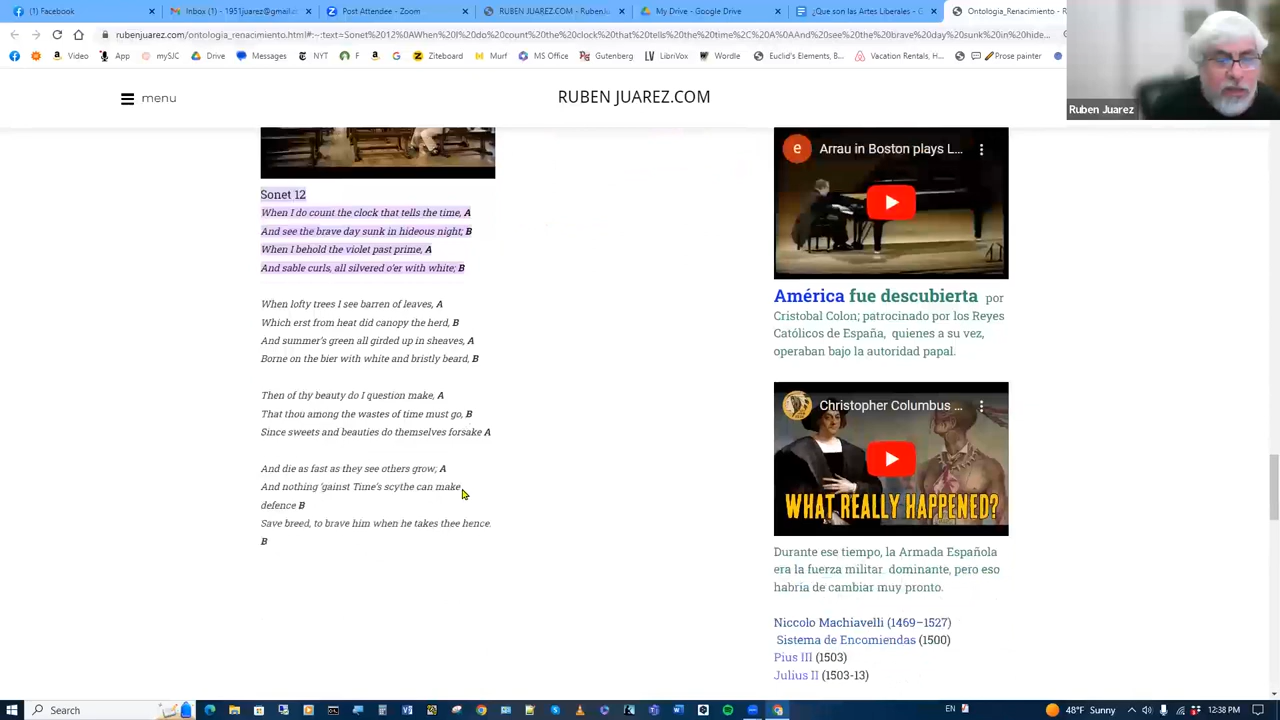 (1) Facebook
Inbox (1) - 1951juarez@gmail.co
RUBEN JUAREZ.COM
My Drive - Google Drive
¿Que son las Artes Liberales? -
Ontologia_Renacimiento
rubenjuarez.com/ontologia_renacimiento.html#:~:text=Sonet%2012%0AWhen%20I%20do%20count%20the%20clock%20that%20tells%20the%20time%2C%20A%0AAnd%20see%20the%20brave%20day%20sunk%20in%20hide...
Video
App
mySJC
Drive
Messages
NYT
F
G
Ziteboard
Murf
MS Office
Gutenberg
LibriVox
Wordle
Euclid's Elements, B...
Vacation Rentals, H...
Prose painter
menu
RUBEN JUAREZ.COM
Ruben Juarez
Sonet 12
When I do count the clock that tells the time, A
And see the brave day sunk in hideous night; B
When I behold the violet past prime, A
And sable curls, all silvered o'er with white; B
When lofty trees I see barren of leaves, A
Which erst from heat did canopy the herd, B
And summer's green all girded up in sheaves, A
Borne on the bier with white and bristly beard, B
Then of thy beauty do I question make, A
That thou among the wastes of time must go, B
Since sweets and beauties do themselves forsake A
And die as fast as they see others grow; A
And nothing 'gainst Time's scythe can make
defence B
Save breed, to brave him when he takes thee hence.
B
e
Arrau in Boston plays L...
América fue descubierta por
Cristobal Colon; patrocinado por los Reyes
Católicos de España, quienes a su vez,
operaban bajo la autoridad papal.
Christopher Columbus ...
WHAT REALLY HAPPENED?
Durante ese tiempo, la Armada Española
era la fuerza militar dominante, pero eso
habría de cambiar muy pronto.
Niccolo Machiavelli (1469–1527)
Sistema de Encomiendas (1500)
Pius III (1503)
Julius II (1503-13)
Search
EN
48°F Sunny
12:38 PM